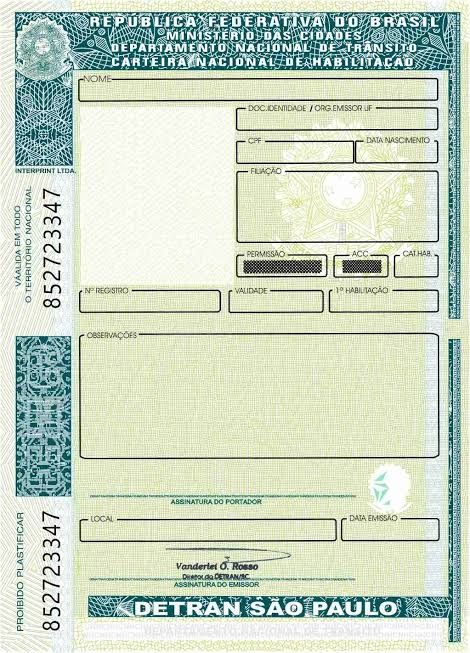 REPÚBLICA FEDERATIVA DO BRASIL
MINISTÉRIO DAS CIDADES
DEPARTAMENTO NACIONAL DE TRÂNSITO
CARTEIRA NACIONAL DE HABILITAÇÃO
NOME
DOC.IDENTIDADE / ORG.EMISSOR UF
CPF
DATA NASCIMENTO
FILIAÇÃO
INTERPRINT LTDA.
VÁALIDA EM TODO
O TERRITÓRIO NACIONAL
852723347
PERMISSÃO
ACC
CAT.HAB.
Nº REGISTRO
VALIDADE
1ª HABILITAÇÃO
OBSERVAÇÕES
ASSINATURA DO PORTADOR
PROIBIDO PLASTIFICAR
852723347
LOCAL
DATA EMISSÃO
Vanderlei O. Rosso
Diretor do DETRAN/RC
ASSINATURA DO EMISSOR
DETRAN SÃO PAULO
DEPARTAMENTO NACIONAL DE TRÂNSITO